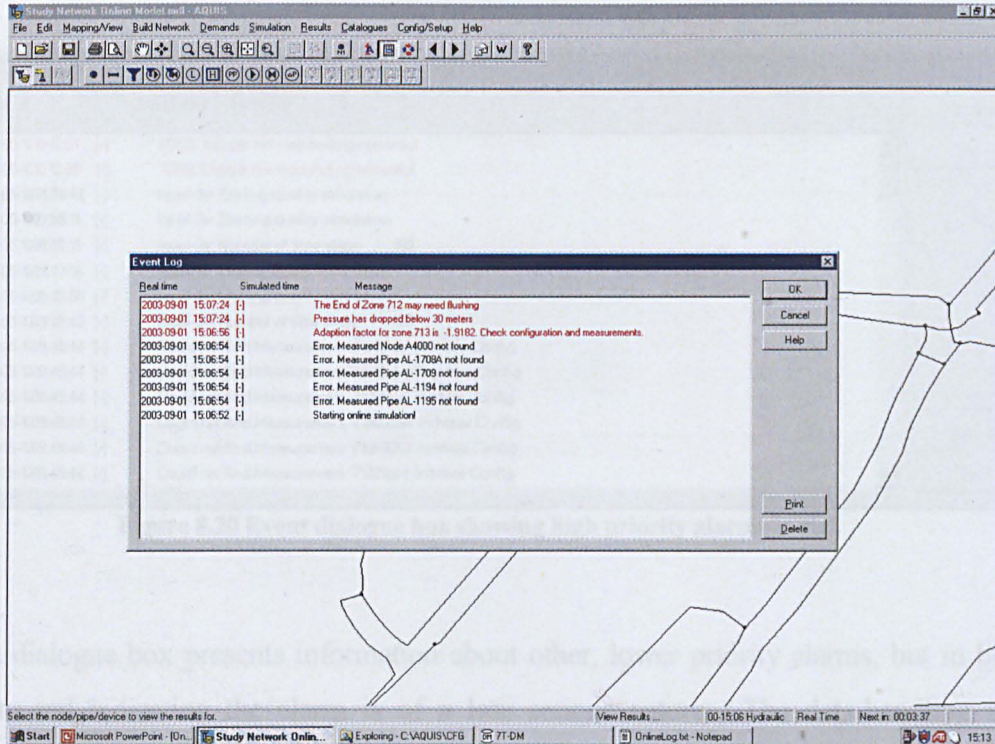 Study Network Online Model.mdl - AQUIS
File Edit Mapping/View Build Network Demands Simulation Results Catalogues Config/Setup Help
Event Log
Real time Simulated time Message
2003-09-01 15:07:24 [-] The End of Zone 712 may need flushing
2003-09-01 15:07:24 [-] Pressure has dropped below 30 meters
2003-09-01 15:06:56 [-] Adaption factor for zone 713 is -1.9182. Check configuration and measurements.
2003-09-01 15:06:54 [-] Error. Measured Node A4000 not found
2003-09-01 15:06:54 [-] Error. Measured Pipe AL-1708A not found
2003-09-01 15:06:54 [-] Error. Measured Pipe AL-1709 not found
2003-09-01 15:06:54 [-] Error. Measured Pipe AL-1194 not found
2003-09-01 15:06:54 [-] Error. Measured Pipe AL-1195 not found
2003-09-01 15:06:52 [-] Starting online simulation!
OK
Cancel
Help
Print
Delete
Figure 8.30 Event dialogue box showing high priority alarms
dialogue box presents information about other, lower priority alarms, but in
Select the node/pipe/device to view the results for. View Results ... 00-15:06 Hydraulic Real Time Next in: 00:03:37
Start Microsoft PowerPoint - [On... Study Network Onlin... Exploring - C:\AQUIS\CFG 7T-DM OnlineLog.txt - Notepad 15:13